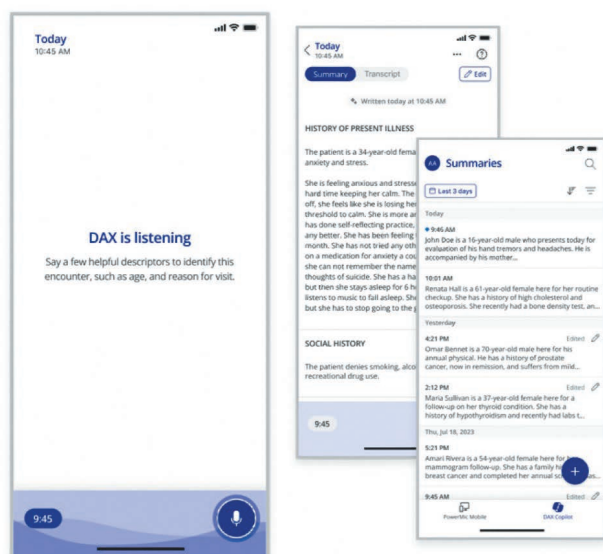 Today
10:45 AM
DAX is listening
Say a few helpful descriptors to identify this
encounter, such as age, and reason for visit.
9:45
Today
10:45 AM
Summary
Transcript
Edit
Written today at 10:45 AM
HISTORY OF PRESENT ILLNESS
The patient is a 34-year-old
anxiety and stress.
She is feeling anxious and
hard time keeping her calm. The
off, she feels like she is losing
threshold to calm. She is more
has done self-reflecting practice,
any better. She has been feeling
month. She has not tried any
on a medication for anxiety a
she can not remember the name
thoughts of suicide. She has a
but then she stays asleep for 6
listens to music to fall asleep.
but she has to stop going to the
SOCIAL HISTORY
The patient denies smoking,
recreational drug use.
9:45
AA
Summaries
Last 3 days
Today
9:45 AM
John Doe is a 16-year-old male who presents today for
evaluation of his hand tremors and headaches. He is
accompanied by his mother...
10:01 AM
Renata Hall is a 61-year-old female here for her routine
checkup. She has a history of high cholesterol and
osteoporosis. She recently had a bone density test, an...
Yesterday
4:21 PM
Edited
Omar Bennet is a 70-year-old male here for his
annual physical. He has a history of prostate
cancer, now in remission, and suffers from mild...
2:12 PM
Edited
Maria Sullivan is a 37-year-old female here for a
follow-up on her thyroid condition. She has a
history of hypothyroidism and recently had labs t...
Thu, Jul 18, 2023
5:21 PM
Amari Rivera is a 54-year-old female here for
mammogram follow-up. She has a family
breast cancer and completed her annual
9:45 AM
Edited
PowerMic Mobile
DAX Copilot